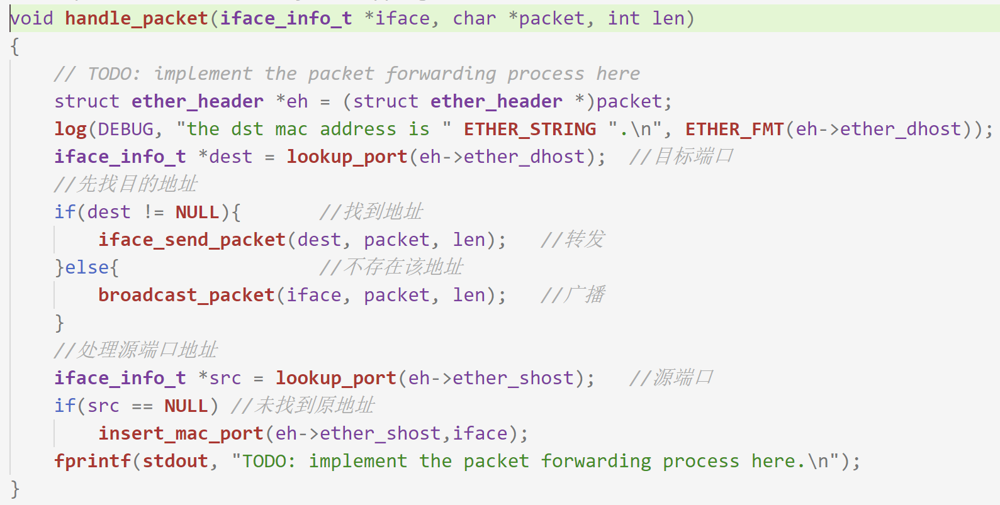 void handle_packet(iface_info_t *iface, char *packet, int len)
{
    // TODO: implement the packet forwarding process here
    struct ether_header *eh = (struct ether_header *)packet;
    log(DEBUG, "the dst mac address is " ETHER_STRING ".\n", ETHER_FMT(eh->ether_dhost));
    iface_info_t *dest = lookup_port(eh->ether_dhost);  //目标端口
    //先找目的地址
    if(dest != NULL){       //找到地址
        iface_send_packet(dest, packet, len);   //转发
    }else{                  //不存在该地址
        broadcast_packet(iface, packet, len);   //广播
    }
    //处理源端口地址
    iface_info_t *src = lookup_port(eh->ether_shost);   //源端口
    if(src == NULL) //未找到原地址
        insert_mac_port(eh->ether_shost,iface);
    fprintf(stdout, "TODO: implement the packet forwarding process here.\n");
}